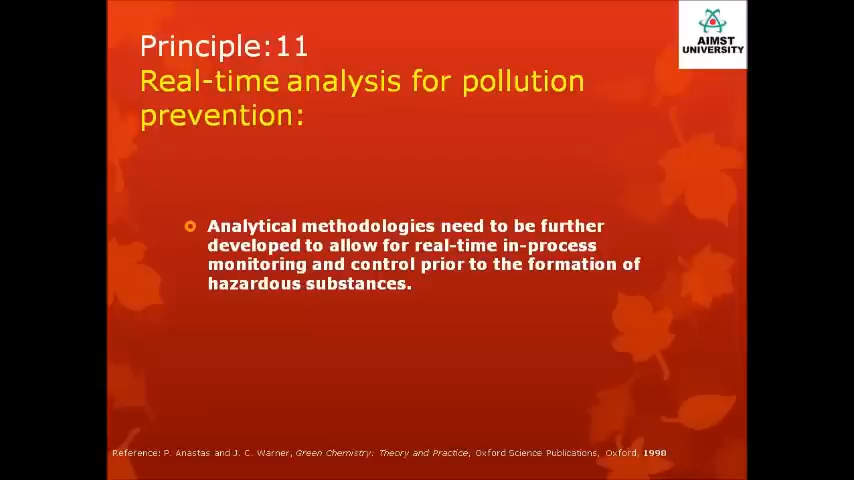 AIMST
UNIVERSITY
Principle:11
Real-time analysis for pollution
prevention:
Analytical methodologies need to be further
developed to allow for real-time in-process
monitoring and control prior to the formation of
hazardous substances.
Reference: P. Anastas and J. C. Warner, Green Chemistry: Theory and Practice; Oxford Science Publications, Oxford, 1998